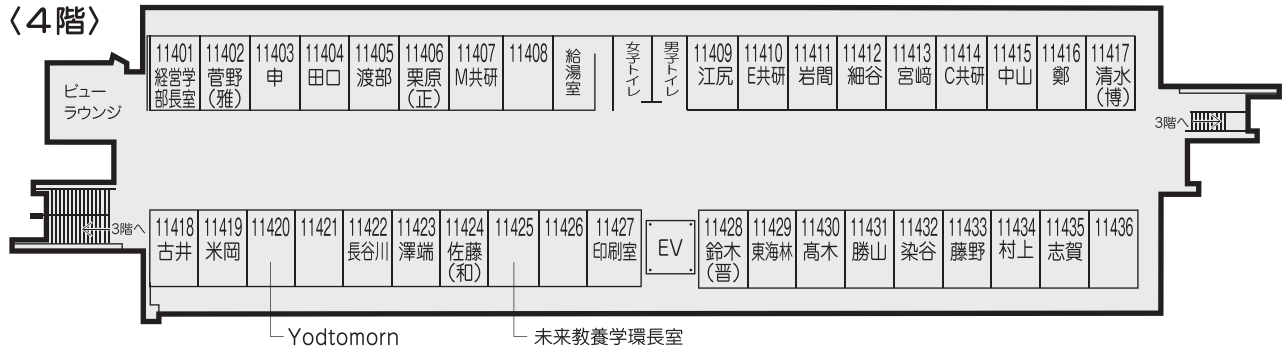 〈4階〉
ビュー
ラウンジ
11401
経営学
部長室
11402
菅野
(雅)
11403
申
11404
田口
11405
渡部
11406
栗原
(正)
11407
M共研
11408
給湯室
女子トイレ
男子トイレ
11409
江尻
11410
E共研
11411
岩間
11412
細谷
11413
宮﨑
11414
C共研
11415
中山
11416
鄭
11417
清水
(博)
3階へ
3階へ
11418
古井
11419
米岡
11420
11421
11422
長谷川
11423
澤端
11424
佐藤
(和)
11425
11426
11427
印刷室
EV
11428
鈴木
(晋)
11429
東海林
11430
髙木
11431
勝山
11432
染谷
11433
藤野
11434
村上
11435
志賀
11436
Yodtomorn
未来教養学環長室